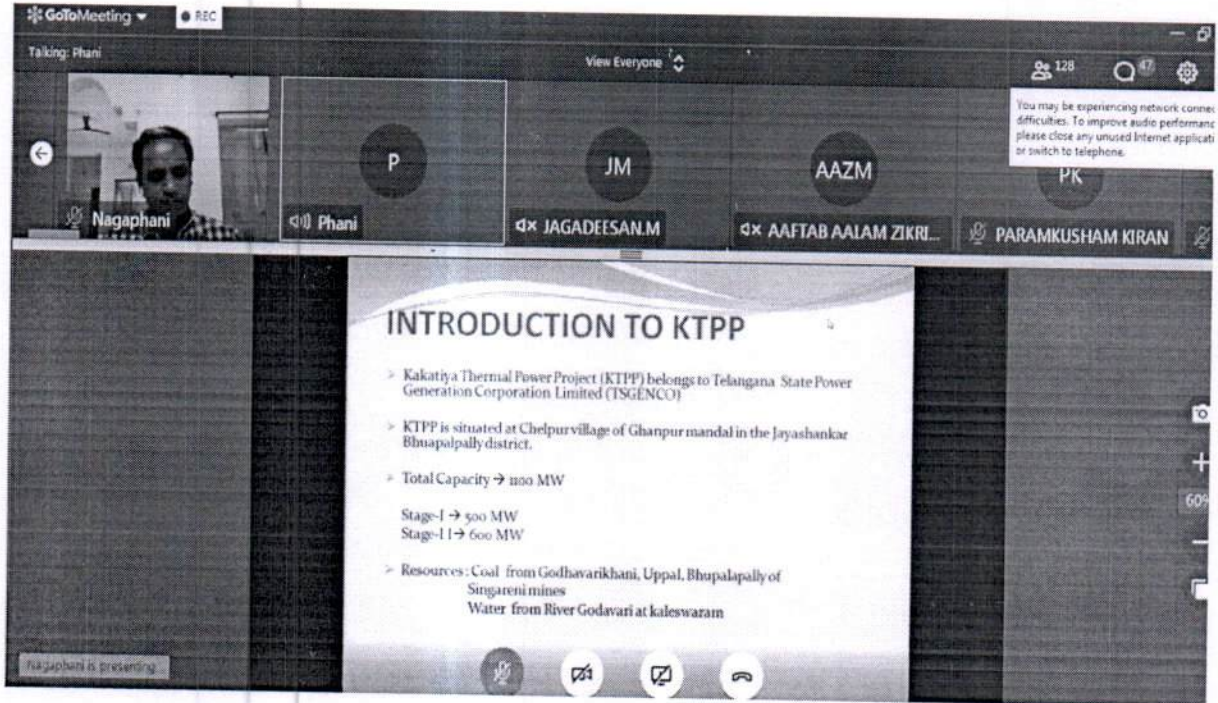 GoToMeeting
REC
Talking: Phani
View Everyone
128
47
You may be experiencing network connec
difficulties. To improve audio performanc
please close any unused Internet applicati
or switch to telephone.
P
JM
AAZM
PK
Nagaphani
Phani
JAGADEESAN.M
AAFTAB AALAM ZIKRI...
PARAMKUSHAM KIRAN
INTRODUCTION TO KTPP
➢ Kakatiya Thermal Power Project (KTPP) belongs to Telangana State Power
Generation Corporation Limited (TSGENCO)
➢ KTPP is situated at Chelpur village of Ghanpur mandal in the Jayashankar
Bhuapalpally district.
➢ Total Capacity → 1100 MW
Stage-I → 500 MW
Stage-I I → 600 MW
➢ Resources : Coal from Godhavarikhani, Uppal, Bhupalapally of
Singareni mines
Water from River Godavari at kaleswaram
60%
Nagaphani is presenting